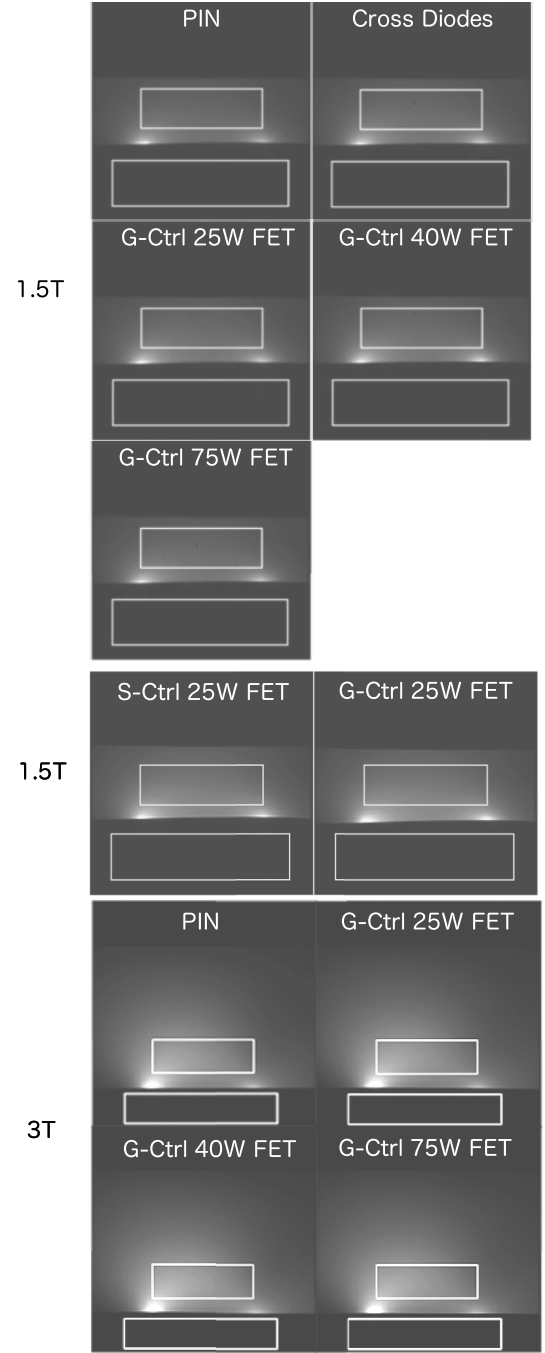 PIN
Cross Diodes
1.5T
G-Ctrl 25W FET
G-Ctrl 40W FET
G-Ctrl 75W FET
1.5T
S-Ctrl 25W FET
G-Ctrl 25W FET
3T
PIN
G-Ctrl 25W FET
G-Ctrl 40W FET
G-Ctrl 75W FET